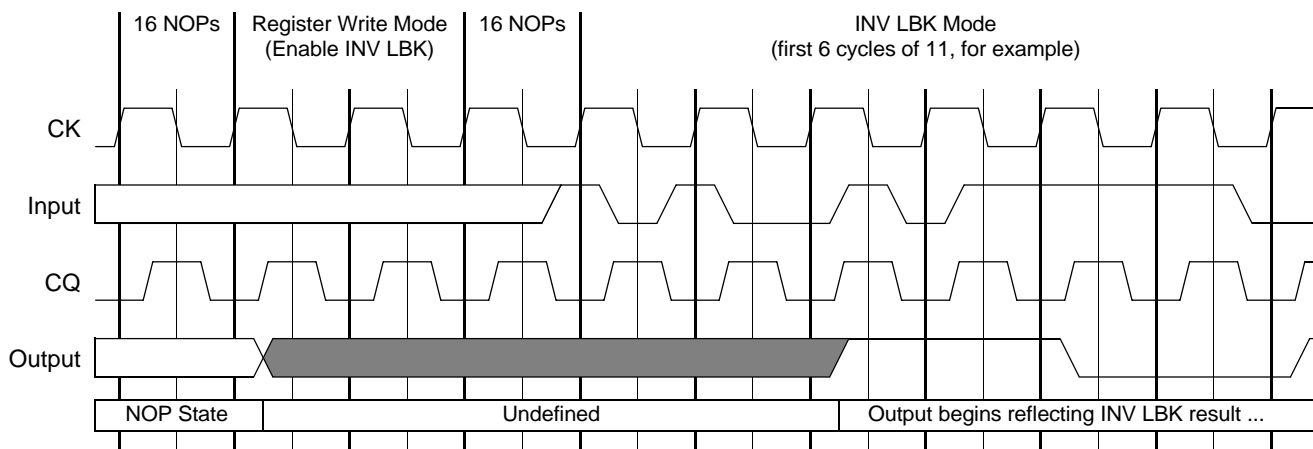 16 NOPs
Register Write Mode
(Enable INV LBK)
16 NOPs
INV LBK Mode
(first 6 cycles of 11, for example)
CK
Input
CQ
Output
NOP State
Undefined
Output begins reflecting INV LBK result ...